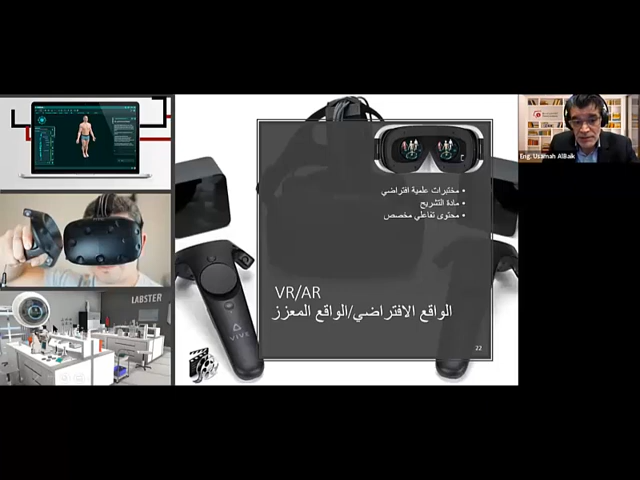 • مختبرات علمية افتراضي
• مادة التشريح
• محتوى تفاعلي مخصص
VR/AR
الواقع الافتراضي/الواقع المعزز
22
VIVE
LABSTER
Eng. Usamah AlBaik